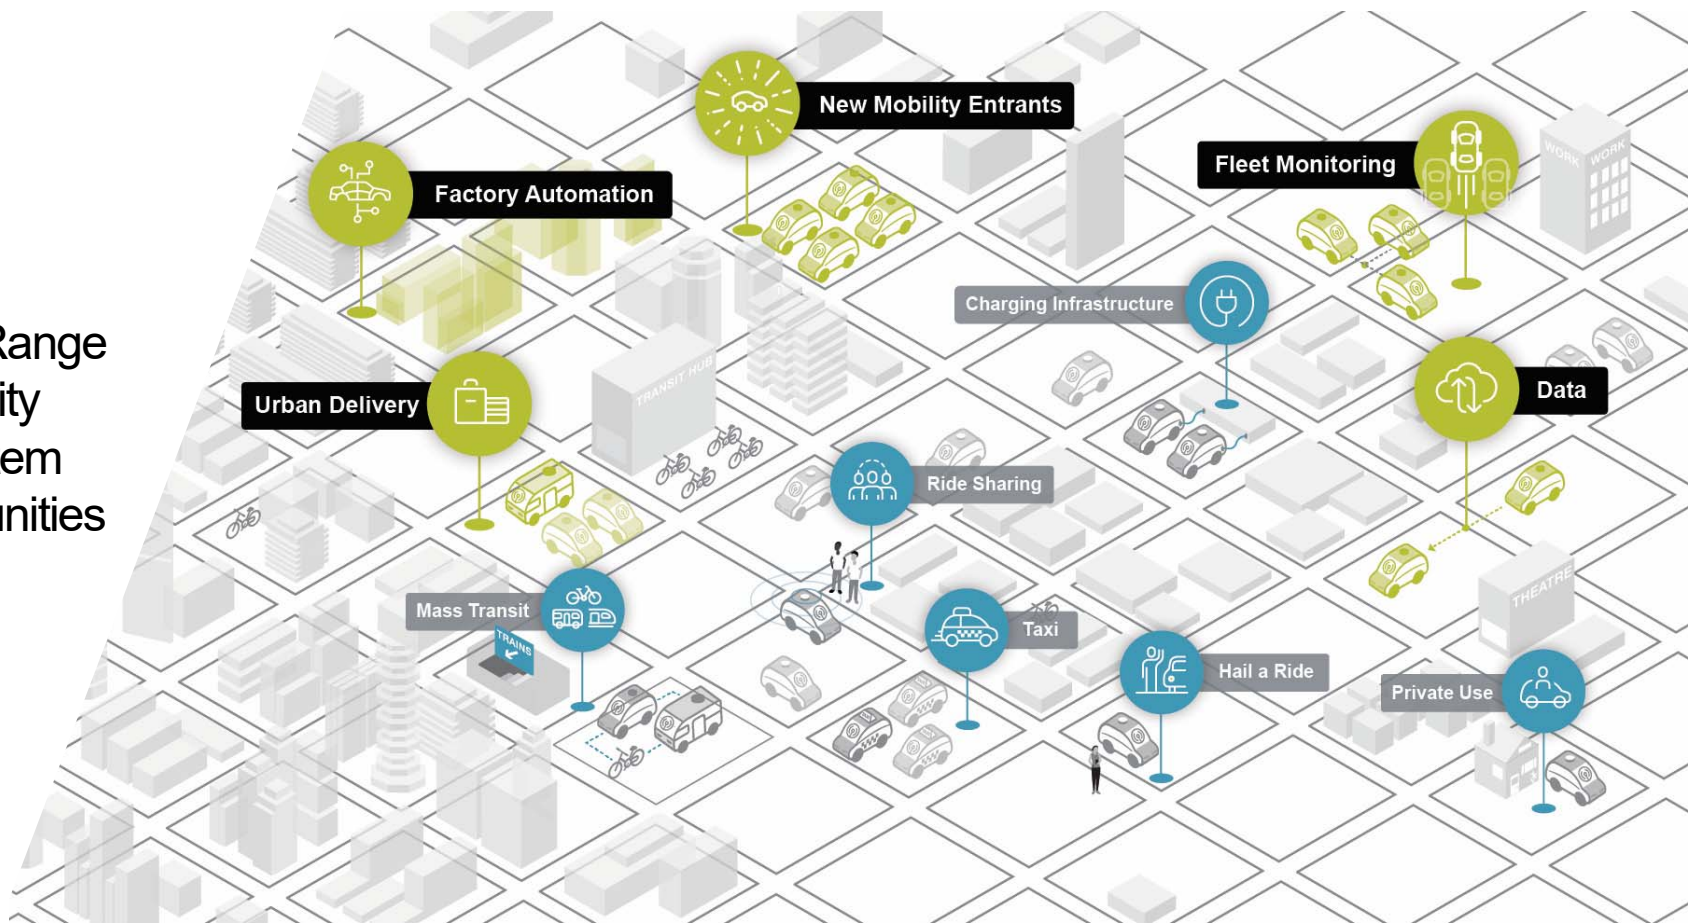 Range
ity
em
unities
New Mobility Entrants
Fleet Monitoring
WORK
WORK
Factory Automation
Charging Infrastructure
TRANSIT HUB
Urban Delivery
Data
Ride Sharing
Mass Transit
TRAINS
Taxi
THEATRE
Hail a Ride
Private Use